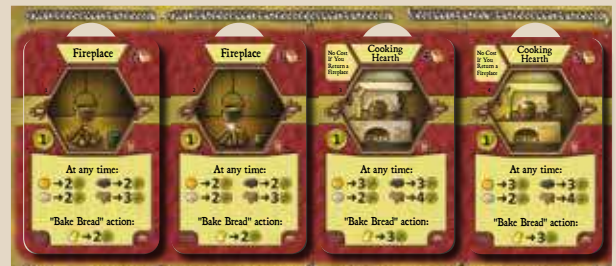 Fireplace
1
At any time:
→2 →2
→2 →3
"Bake Bread" action:
→2
Fireplace
1
At any time:
→2 →2
→2 →3
"Bake Bread" action:
→2
No Cost
If You
Return a
Fireplace
Cooking
Hearth
1
At any time:
→3 →3
→2 →4
"Bake Bread" action:
→3
No Cost
If You
Return a
Fireplace
Cooking
Hearth
1
At any time:
→3 →3
→2 →4
"Bake Bread" action:
→3